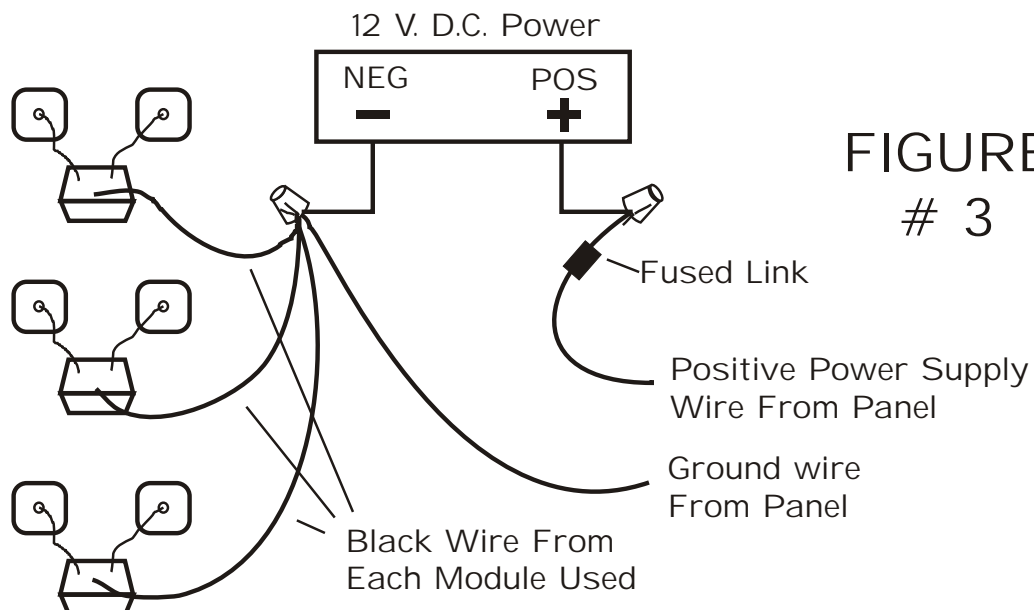 12 V. D.C. Power
NEG
POS
FIGURE
# 3
Fused Link
Positive Power Supply
Wire From Panel
Ground wire
From Panel
Black Wire From
Each Module Used